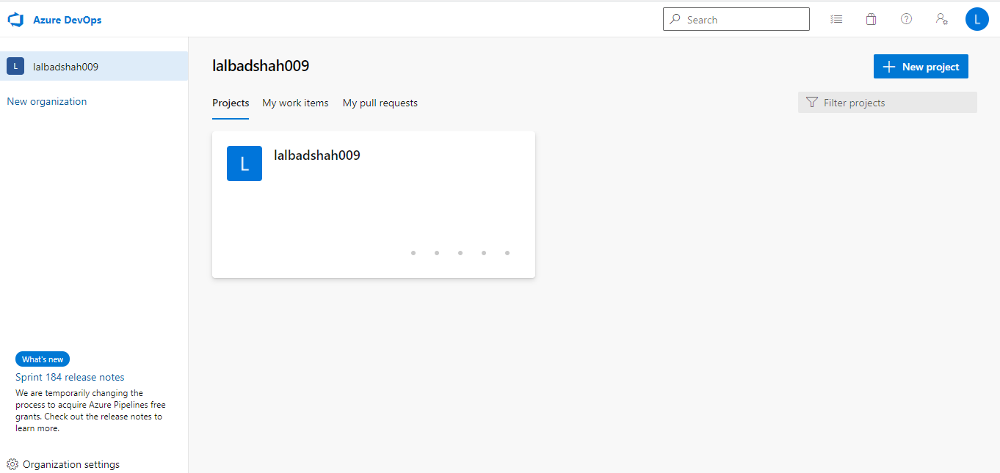 Azure DevOps
Search
L
L
lalbadshah009
New organization
lalbadshah009
New project
Projects
My work items
My pull requests
Filter projects
L
lalbadshah009
What's new
Sprint 184 release notes
We are temporarily changing the
process to acquire Azure Pipelines free
grants. Check out the release notes to
learn more.
Organization settings